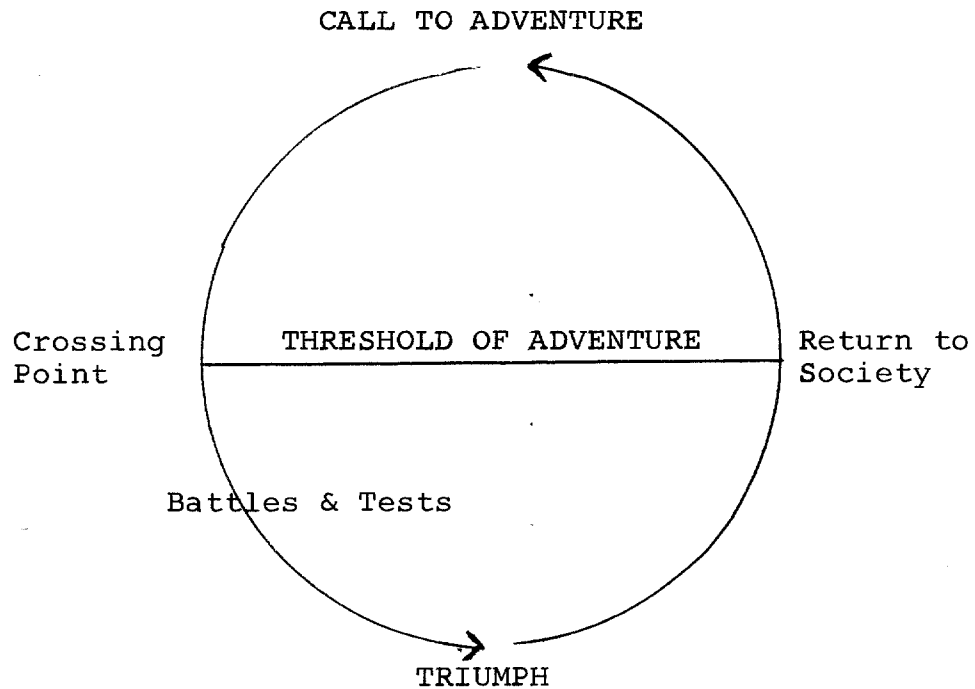 CALL TO ADVENTURE
Crossing
Point
THRESHOLD OF ADVENTURE
Return to
Society
Battles & Tests
TRIUMPH